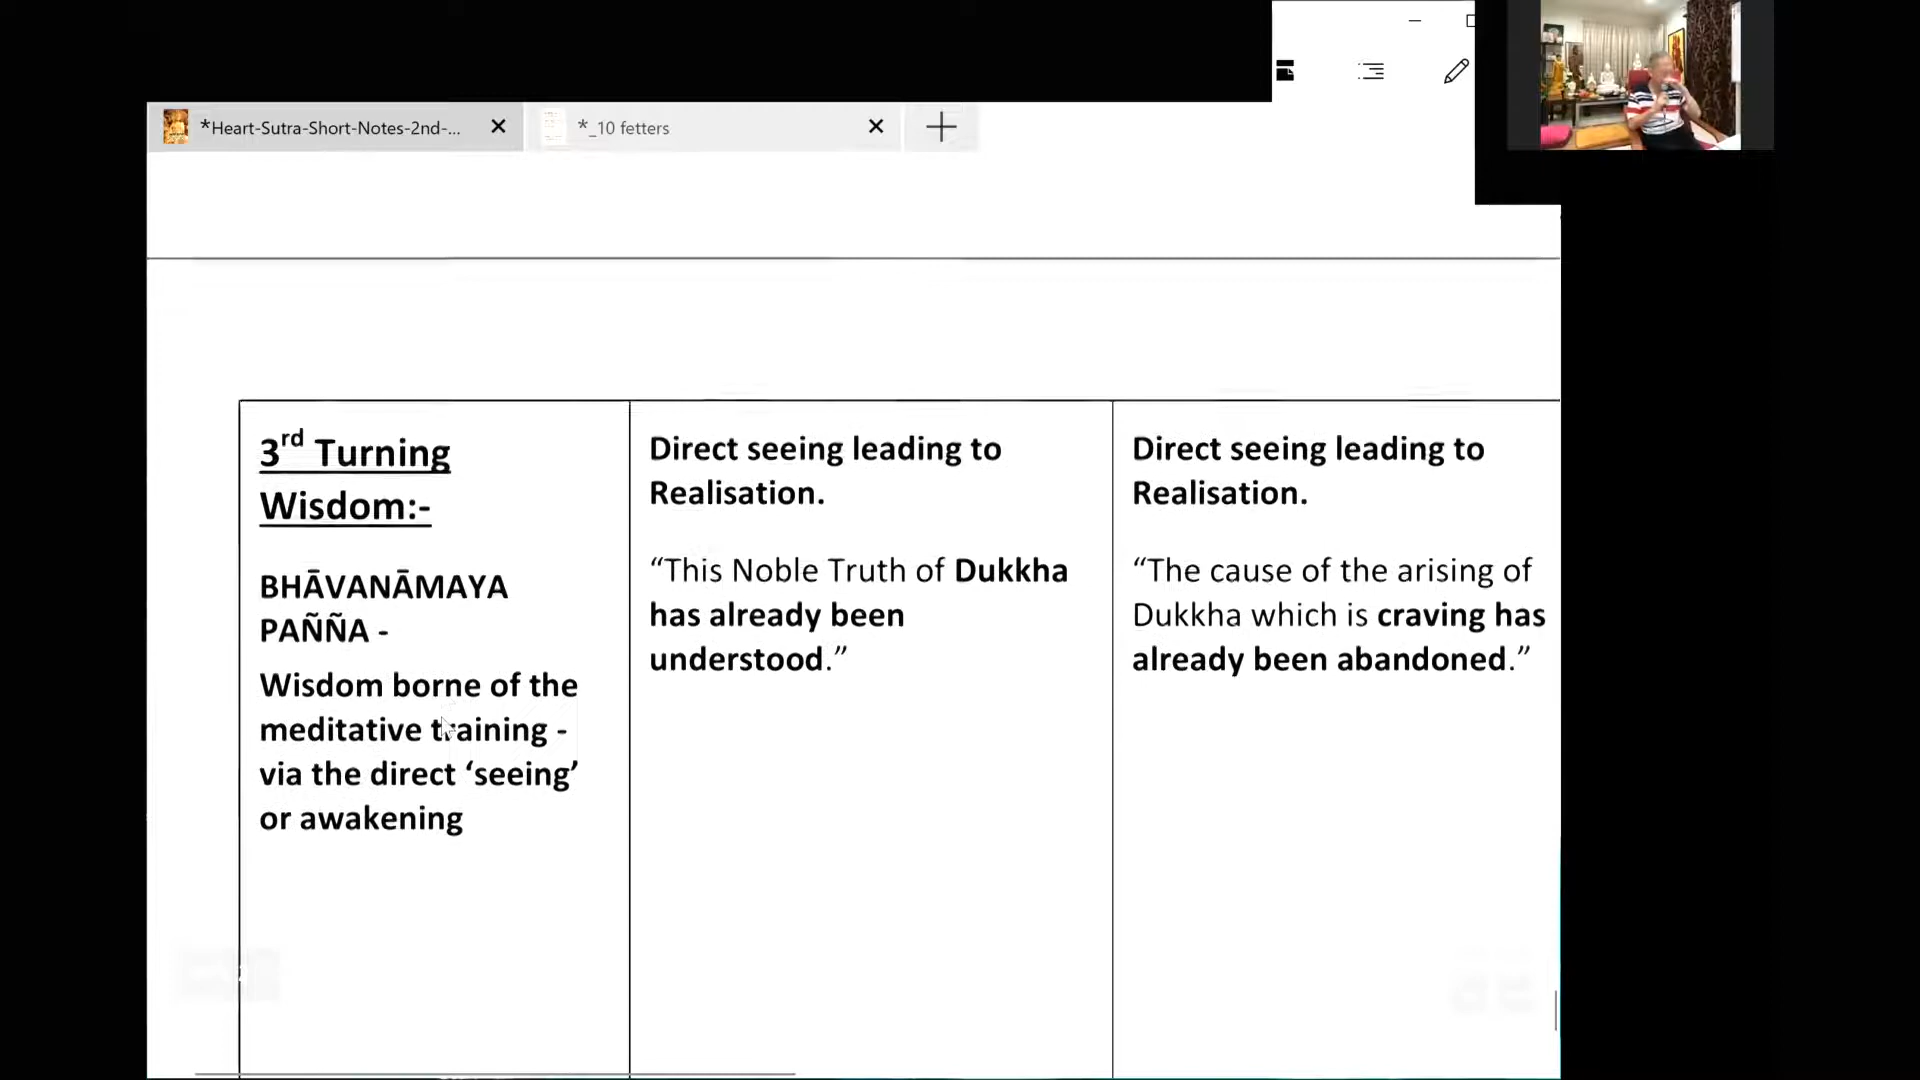 *Heart-Sutra-Short-Notes-2nd-...
*_10 fetters
3rd Turning
Wisdom:-
BHĀVANĀMAYA
PAÑÑA -
Wisdom borne of the
meditative training -
via the direct ‘seeing’
or awakening
Direct seeing leading to
Realisation.
“This Noble Truth of Dukkha
has already been
understood.”
Direct seeing leading to
Realisation.
“The cause of the arising of
Dukkha which is craving has
already been abandoned.”